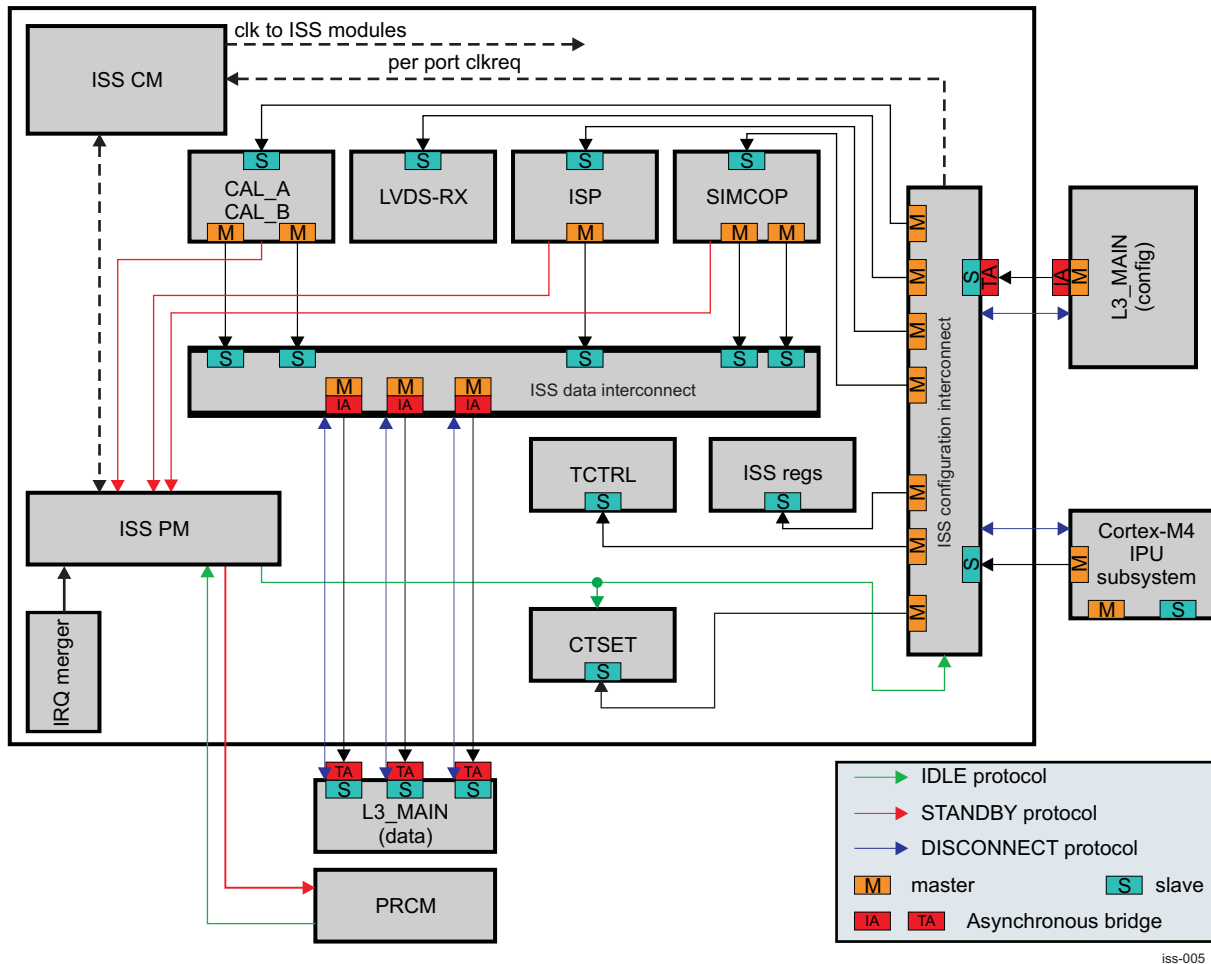 clk to ISS modules
per port clkreq
ISS CM
S
S
S
S
CAL_A
CAL_B
LVDS-RX
ISP
SIMCOP
M
M
M
M
M
M
M
M
M
M
M
M
ISS configuration interconnect
S
TA
IA
M
L3_MAIN
(config)
S
S
S
S
S
M
M
M
IA
IA
IA
ISS data interconnect
TCTRL
S
ISS regs
S
S
Cortex-M4
IPU
subsystem
M
M
S
ISS PM
IRQ merger
CTSET
S
TA
TA
TA
S
S
S
L3_MAIN
(data)
PRCM
IDLE protocol
STANDBY protocol
DISCONNECT protocol
M master
S slave
IA TA Asynchronous bridge
iss-005